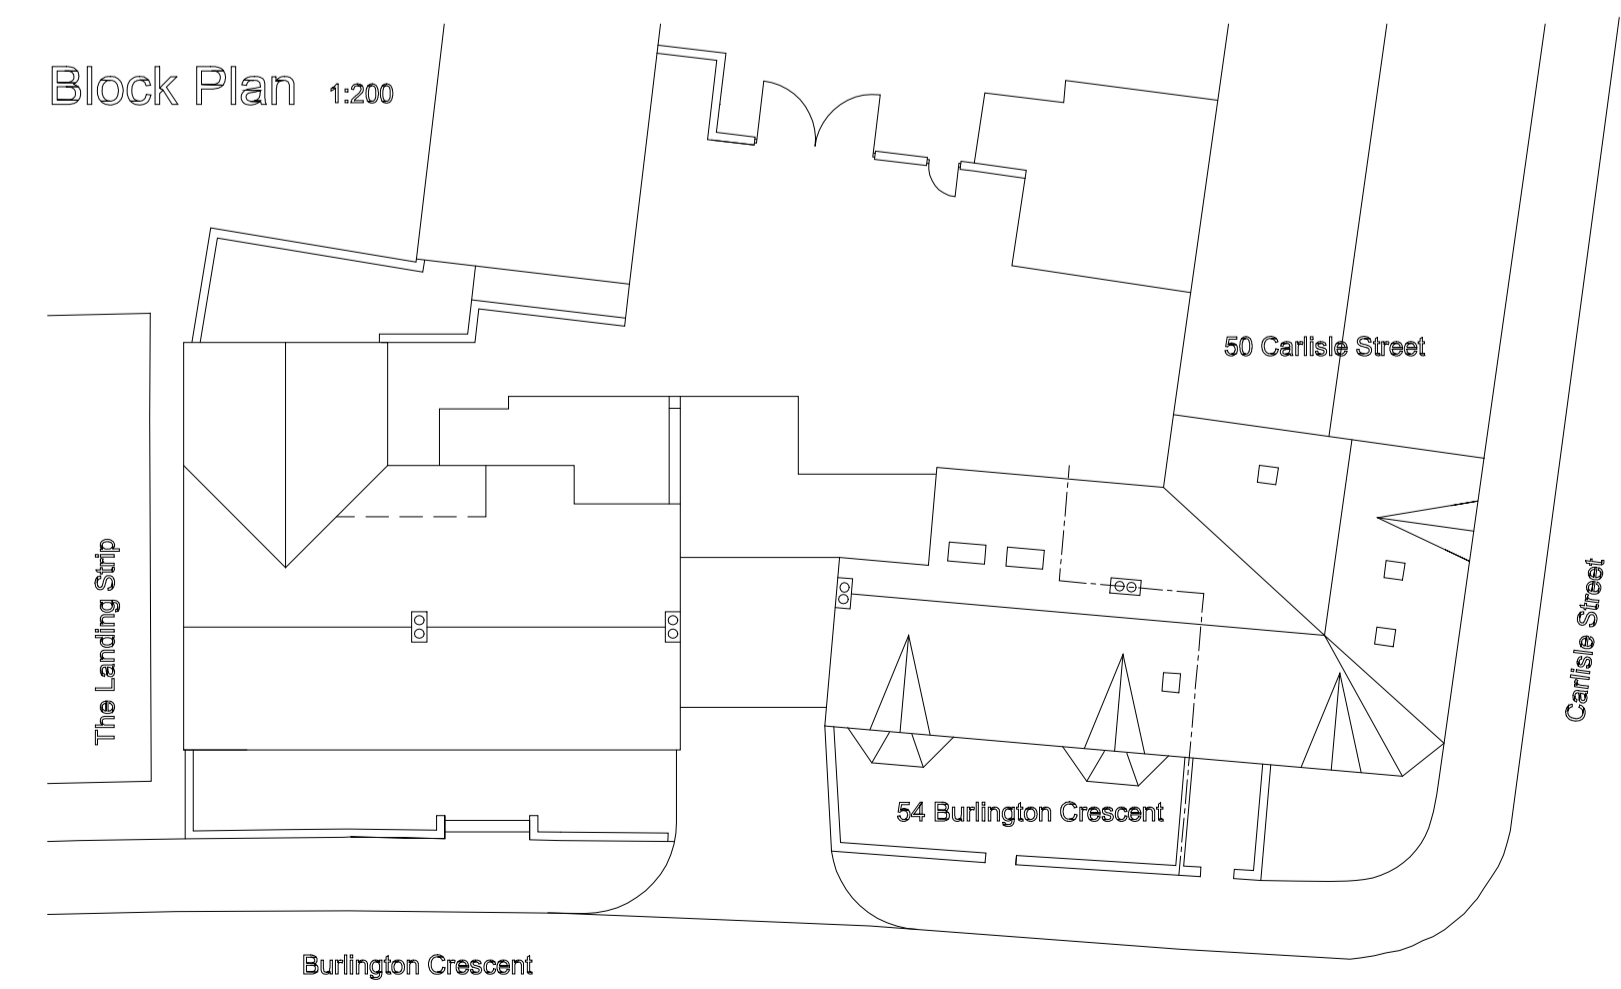 Block Plan 1:200
50 Carlisle Street
The Landing Strip
Carlisle Street
54 Burlington Crescent
Burlington Crescent